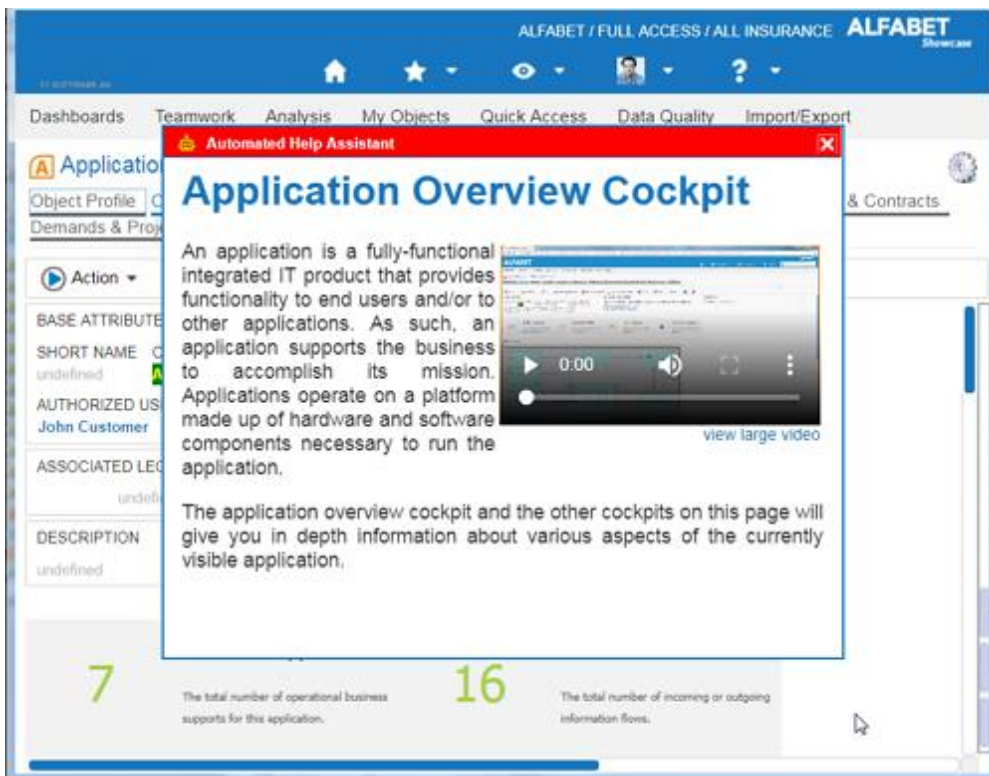 ALFABET / FULL ACCESS / ALL INSURANCE ALFABET
Showcase
Dashboards Teamwork Analysis My Objects Quick Access Data Quality Import/Export
Automated Help Assistant
A Applicatio
Object Profile & Contracts
Demands & Proj
Application Overview Cockpit
An application is a fully-functional
integrated IT product that provides
functionality to end users and/or to
other applications. As such, an
application supports the business
to accomplish its mission.
Applications operate on a platform
made up of hardware and software
components necessary to run the
application.
0:00
view large video
The application overview cockpit and the other cockpits on this page will
give you in depth information about various aspects of the currently
visible application.
Action
BASE ATTRIBUTE
SHORT NAME
undefined
AUTHORIZED US
John Customer
ASSOCIATED LEG
undefi
DESCRIPTION
undefined
7
The total number of operational business
supports for this application.
16
The total number of incoming or outgoing
information flows.